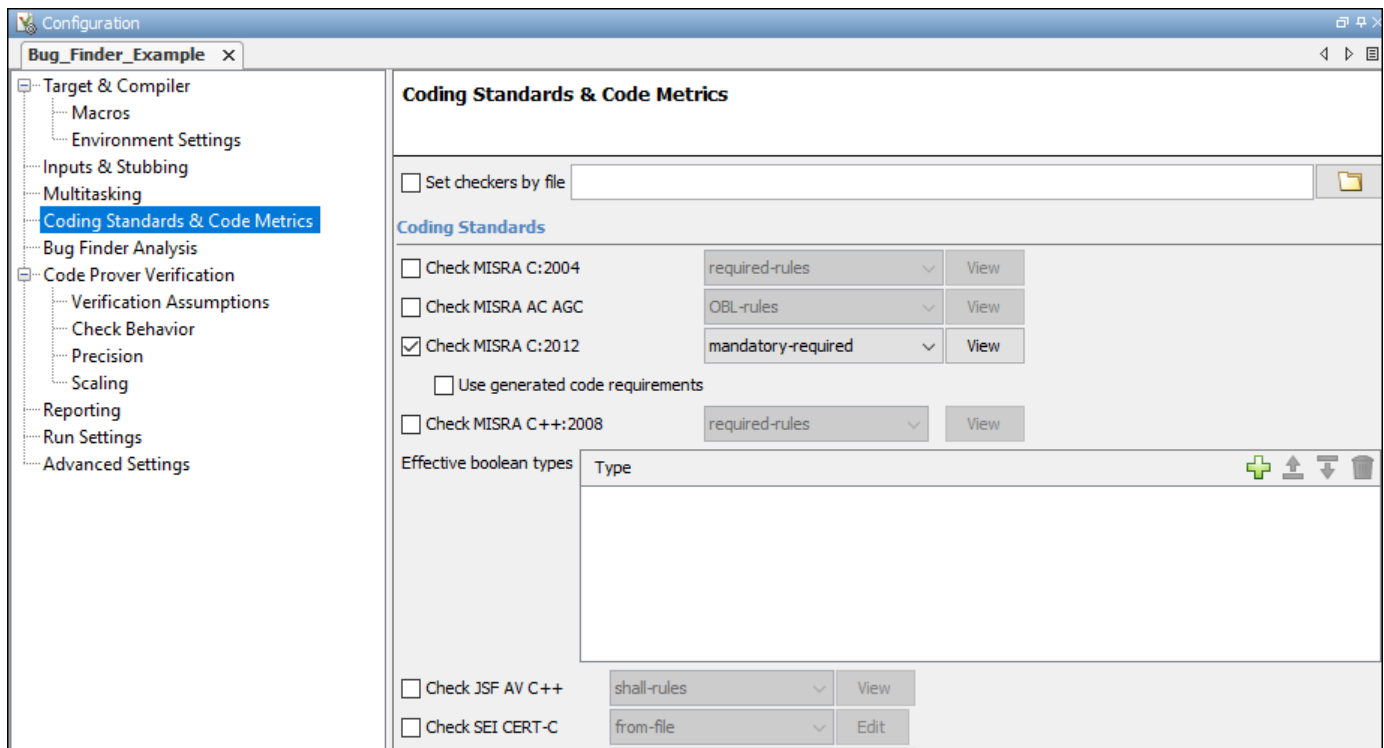 Configuration
Bug_Finder_Example
Target & Compiler
Macros
Environment Settings
Inputs & Stubbing
Multitasking
Coding Standards & Code Metrics
Bug Finder Analysis
Code Prover Verification
Verification Assumptions
Check Behavior
Precision
Scaling
Reporting
Run Settings
Advanced Settings
Coding Standards & Code Metrics
Set checkers by file
Coding Standards
Check MISRA C:2004 required-rules View
Check MISRA AC AGC OBL-rules View
Check MISRA C:2012 mandatory-required View
Use generated code requirements
Check MISRA C++:2008 required-rules View
Effective boolean types Type
Check JSF AV C++ shall-rules View
Check SEI CERT-C from-file Edit